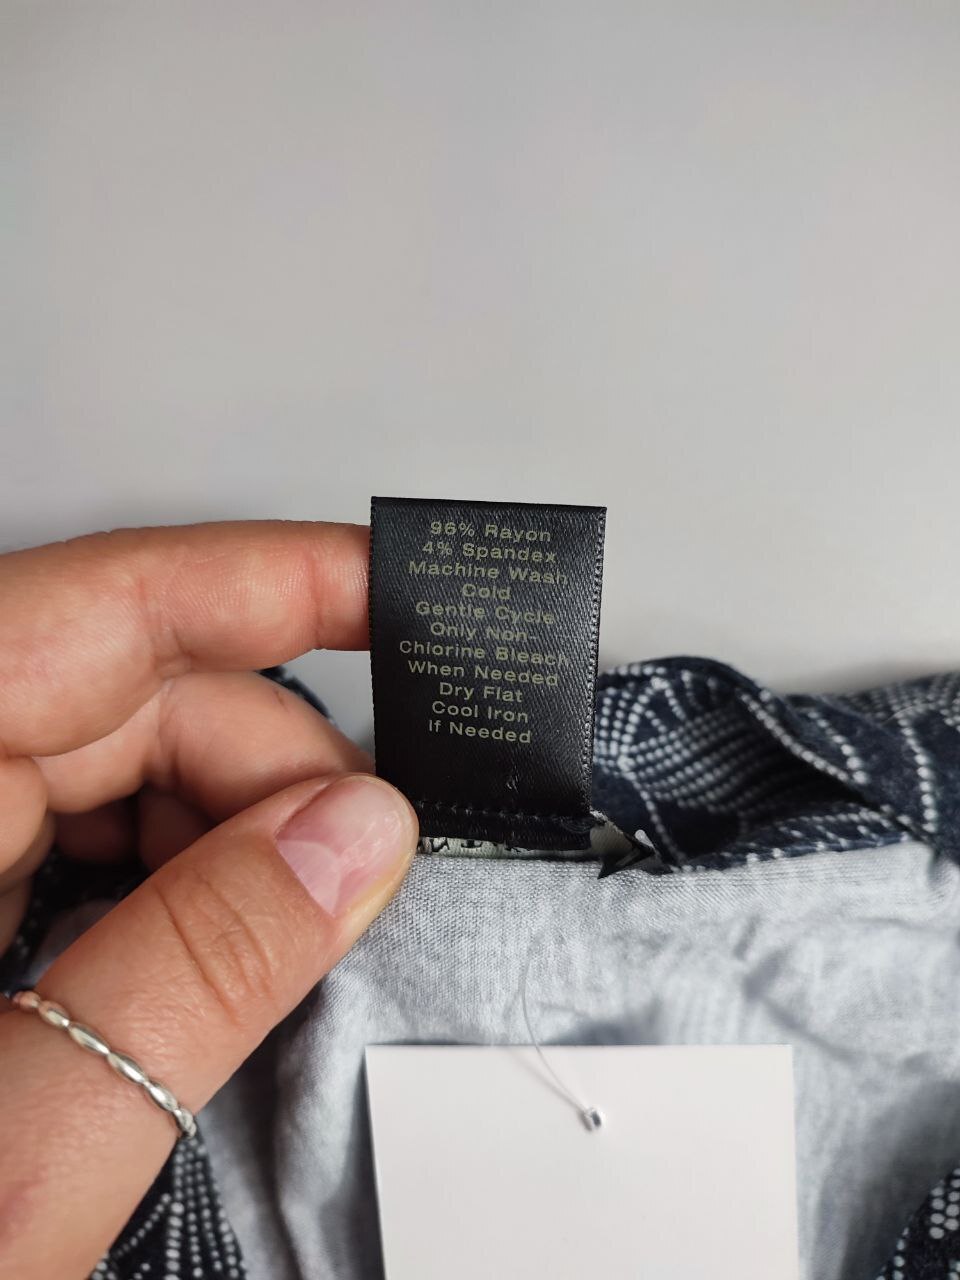 96% Rayon
4% Spandex
Machine Wash
Cold
Gentle Cycle
Only Non-
Chlorine Bleach
When Needed
Dry Flat
Cool Iron
If Needed